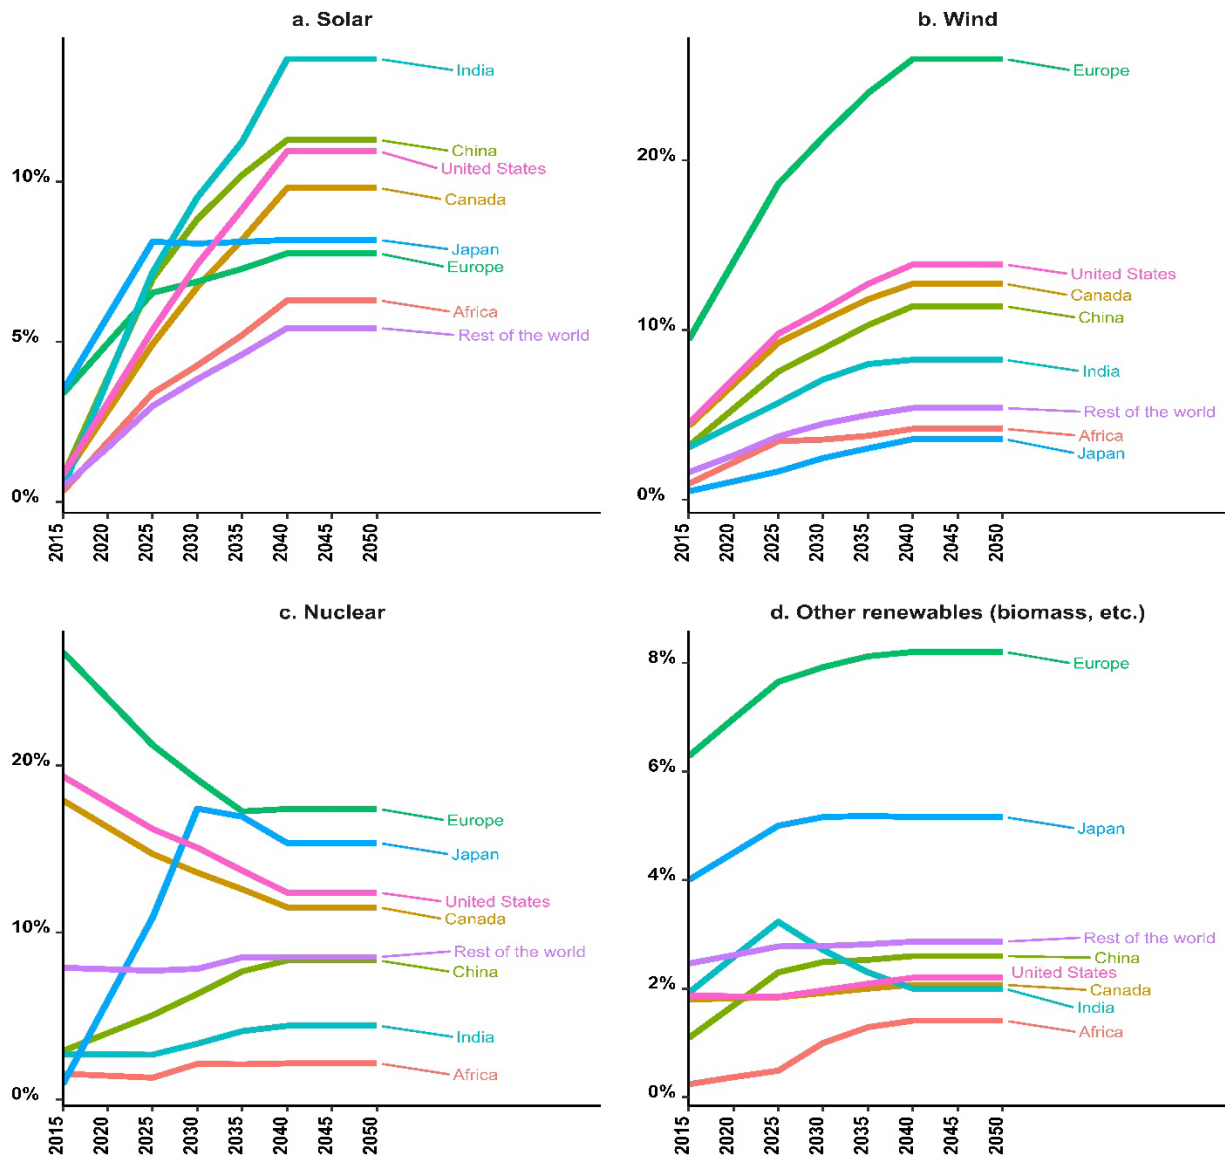 a. Solar
10%
5%
0%
India
China
United States
Canada
Japan
Europe
Africa
Rest of the world
2015
2020
2025
2030
2035
2040
2045
2050
b. Wind
20%
10%
0%
Europe
United States
Canada
China
India
Rest of the world
Africa
Japan
2015
2020
2025
2030
2035
2040
2045
2050
c. Nuclear
20%
10%
0%
Europe
Japan
United States
Canada
Rest of the world
China
India
Africa
2015
2020
2025
2030
2035
2040
2045
2050
d. Other renewables (biomass, etc.)
8%
6%
4%
2%
0%
Europe
Japan
Rest of the world
China
United States
Canada
India
Africa
2015
2020
2025
2030
2035
2040
2045
2050